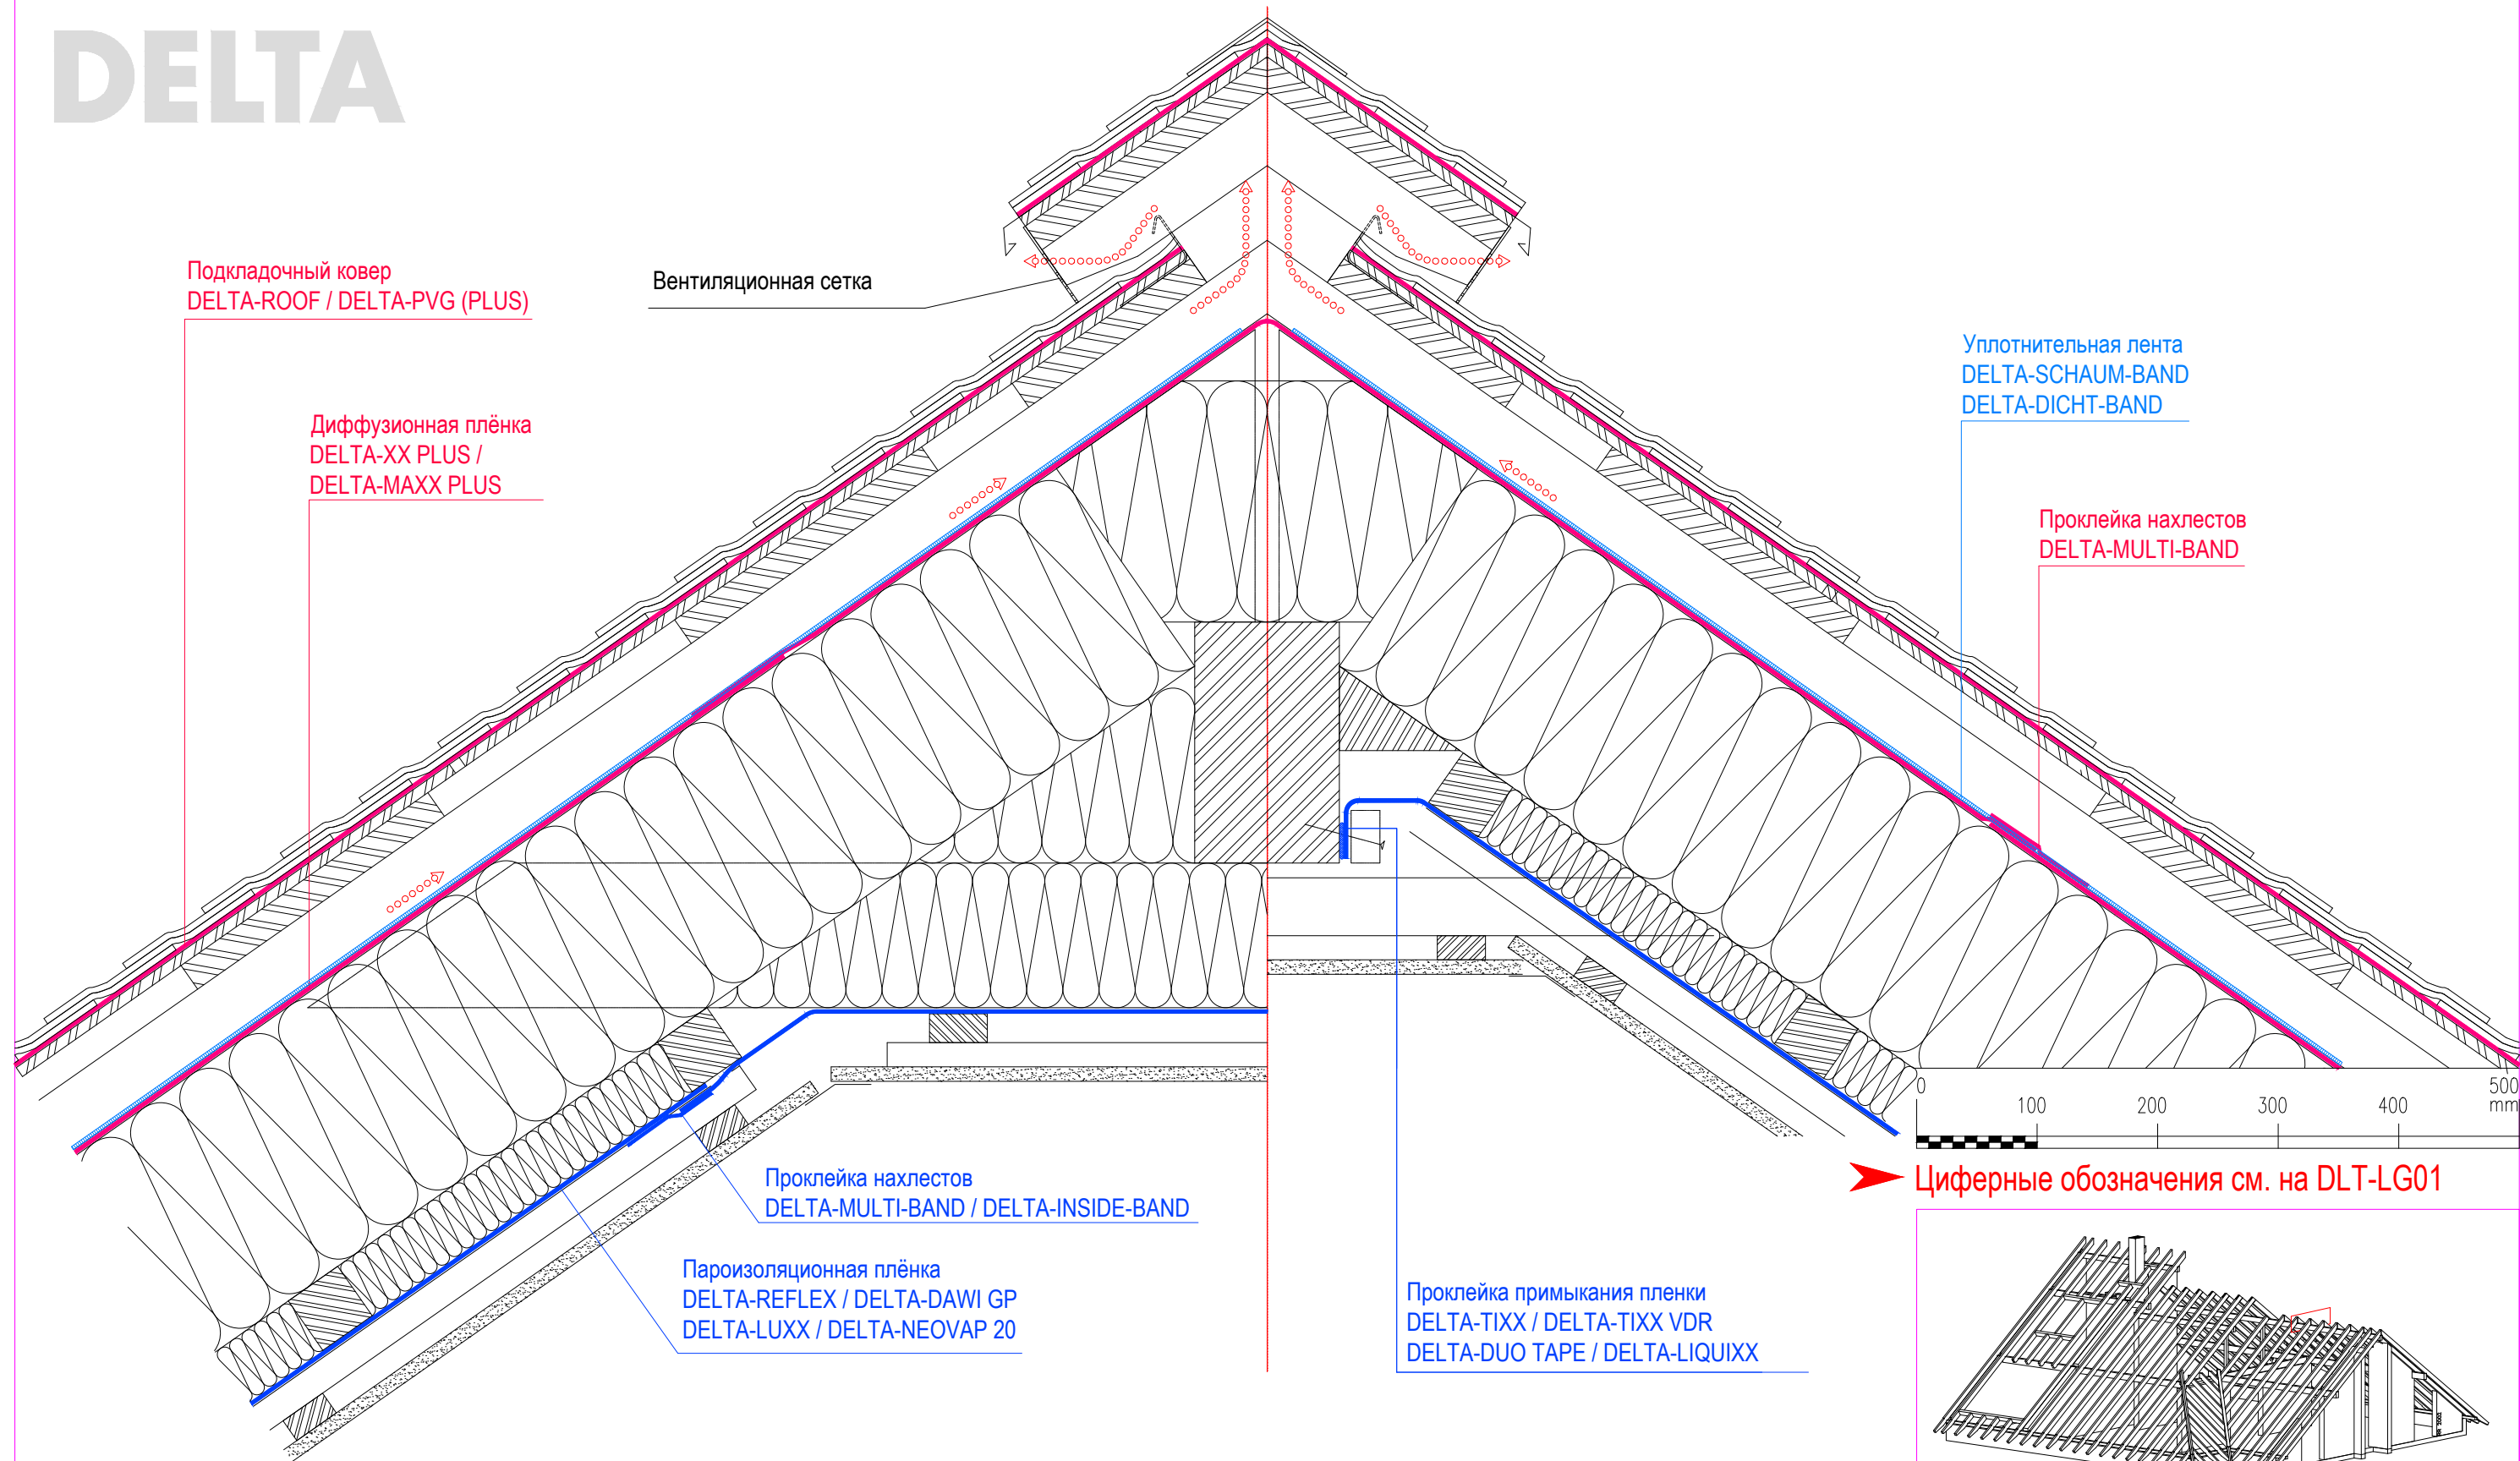 DELTA
Подкладочный ковер
DELTA-ROOF / DELTA-PVG (PLUS)
Вентиляционная сетка
Диффузионная плёнка
DELTA-XX PLUS /
DELTA-MAXX PLUS
Уплотнительная лента
DELTA-SCHAUM-BAND
DELTA-DICHT-BAND
Проклейка нахлестов
DELTA-MULTI-BAND
0
100
200
300
400
500
mm
Проклейка нахлестов
DELTA-MULTI-BAND / DELTA-INSIDE-BAND
Циферные обозначения см. на DLT-LG01
Пароизоляционная плёнка
DELTA-REFLEX / DELTA-DAWI GP
DELTA-LUXX / DELTA-NEOVAP 20
Проклейка примыкания пленки
DELTA-TIXX / DELTA-TIXX VDR
DELTA-DUO TAPE / DELTA-LIQUIXX